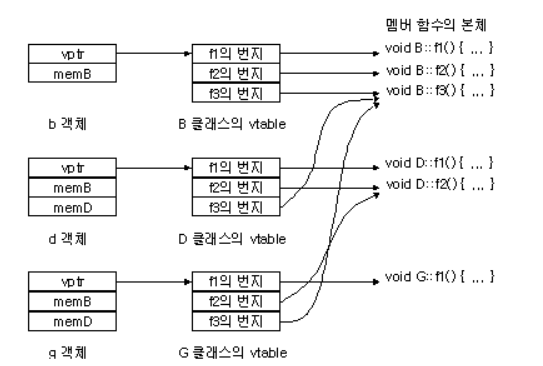 멤버 함수의 본체
vptr
memB
b 객체
f1의 번지
f2의 번지
f3의 번지
B 클래스의 vtable
void B::f1() { ... }
void B::f2() { ... }
void B::f3() { ... }
vptr
memB
memD
d 객체
f1의 번지
f2의 번지
f3의 번지
D 클래스의 vtable
void D::f1() { ... }
void D::f2() { ... }
vptr
memB
memD
g 객체
f1의 번지
f2의 번지
f3의 번지
G 클래스의 vtable
void G::f1() { ... }